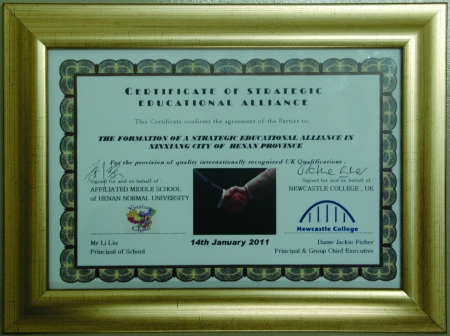 CERTIFICATE OF STRATEGIC
EDUCATIONAL ALLIANCE
This Certificate confirms the agreement of the Parties to:
THE FORMATION OF A STRATEGIC EDUCATIONAL ALLIANCE IN
XINXIANG CITY OF HENAN PROVINCE
For the provision of quality internationally recognized UK Qualifications .
Signed for and on behalf of
AFFILIATED MIDDLE SCHOOL
of HENAN NORMAL UNIVERSITY
Signed for and on behalf of
NEWCASTLE COLLEGE , UK
Newcastle College
14th January 2011
Mr Li Liu
Principal of School
Dame Jackie Fisher
Principal & Group Chief Executive